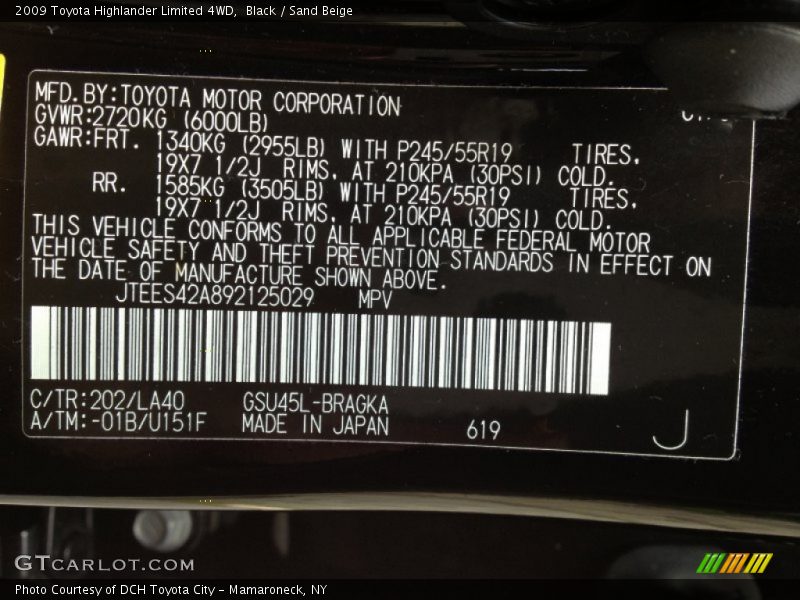 2009 Toyota Highlander Limited 4WD, Black / Sand Beige
MFD.BY:TOYOTA MOTOR CORPORATION
GVWR:2720KG (6000LB)
GAWR:FRT. 1340KG (2955LB) WITH P245/55R19 TIRES,
19X7 1/2J RIMS, AT 210KPA (30PSI) COLD.
RR. 1585KG (3505LB) WITH P245/55R19 TIRES,
19X7 1/2J RIMS, AT 210KPA (30PSI) COLD.
THIS VEHICLE CONFORMS TO ALL APPLICABLE FEDERAL MOTOR
VEHICLE SAFETY AND THEFT PREVENTION STANDARDS IN EFFECT ON
THE DATE OF MANUFACTURE SHOWN ABOVE.
JTEES42A892125029 MPV
C/TR:202/LA40 GSU45L-BRAGKA
A/TM:-01B/U151F MADE IN JAPAN 619 J
GTCARLOT.COM
Photo Courtesy of DCH Toyota City - Mamaroneck, NY